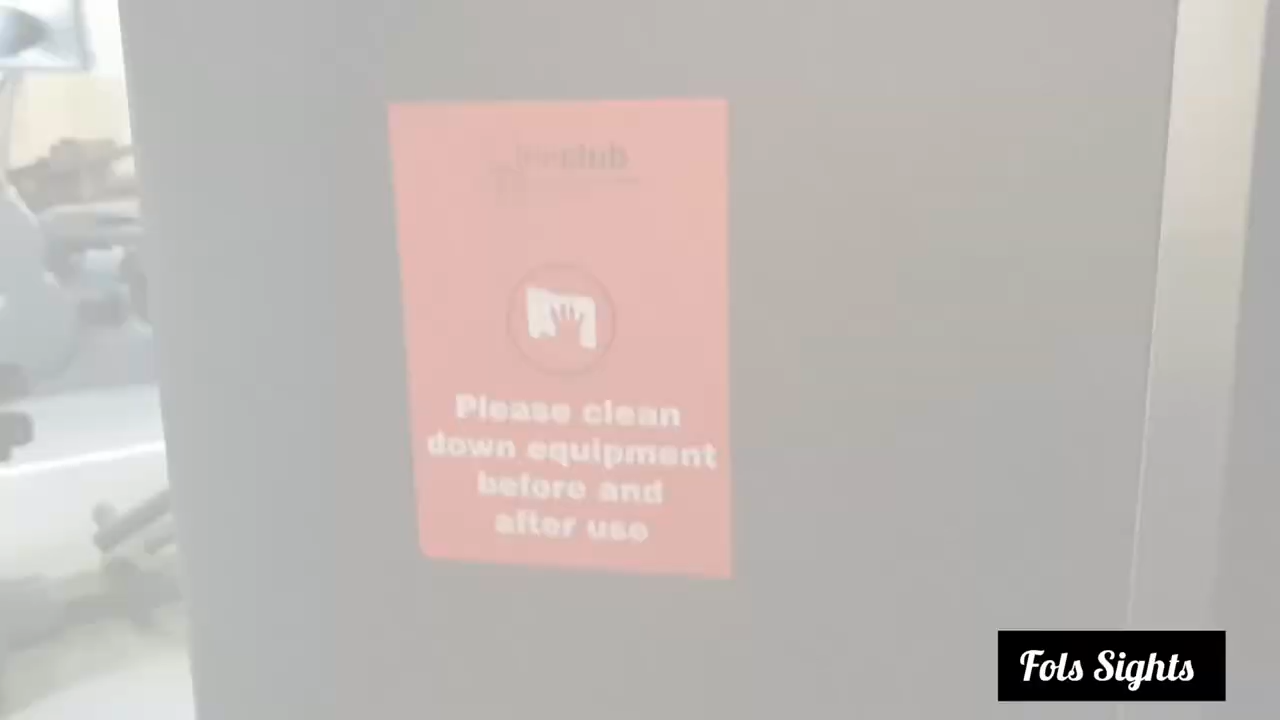 Please clean
down equipment
before and
after use
Fols Sights